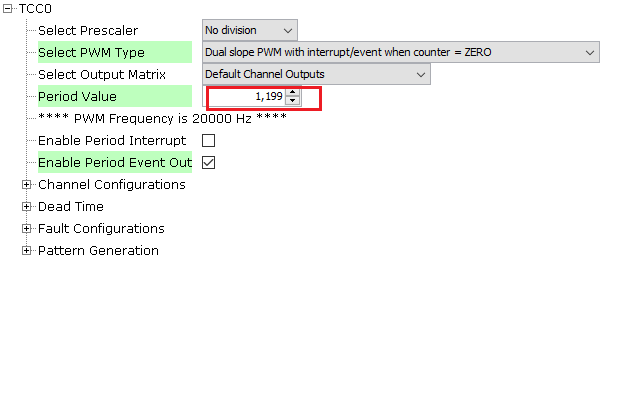 TCC0
Select Prescaler No division
Select PWM Type Dual slope PWM with interrupt/event when counter = ZERO
Select Output Matrix Default Channel Outputs
Period Value 1,199
**** PWM Frequency is 20000 Hz ****
Enable Period Interrupt
Enable Period Event Out
Channel Configurations
Dead Time
Fault Configurations
Pattern Generation